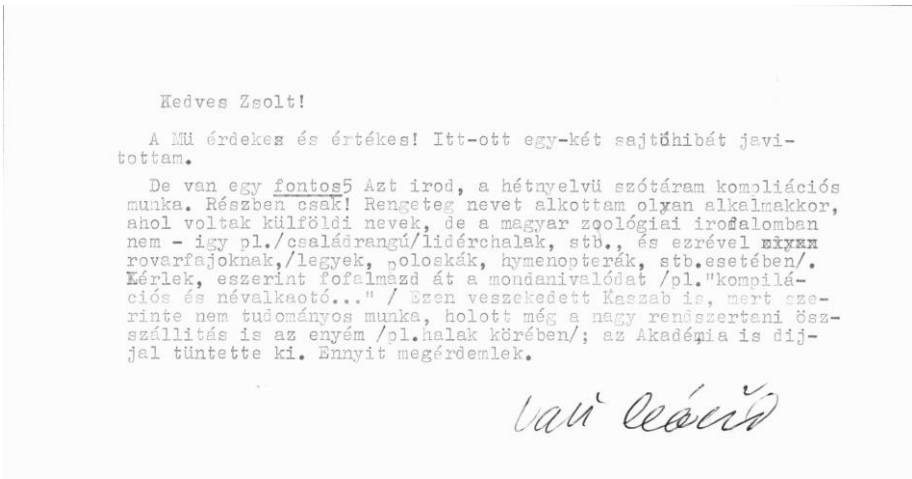 Kedves Zsolt!
A Mü érdekes és értékes! Itt-ott egy-két sajtóhibát javi-
tottam.
De van egy fontos5 Azt irod, a hétnyelvü szótáram kompliációs
munka. Részben csak! Rengeteg nevet alkottam olyan alkalmakkor,
ahol voltak külföldi nevek, de a magyar zoológiai irodalomban
nem - igy pl./családrangú/lidérchalak, stb., és ezrével
rovarfajoknak,/legyek, poloskák, hymenopterák, stb.esetében/.
Kérlek, eszerint fofalmazd át a mondanivalódat /pl."kompilá-
ciós és névalkaotó..." / Ezen veszekedett Kaszab is, mert sze-
rinte nem tudományos munka, holott még a nagy rendszertani ösz-
szállitás is az enyém /pl.halak körében/; az Akadémia is dij-
jal tüntette ki. Ennyit megérdemlek.